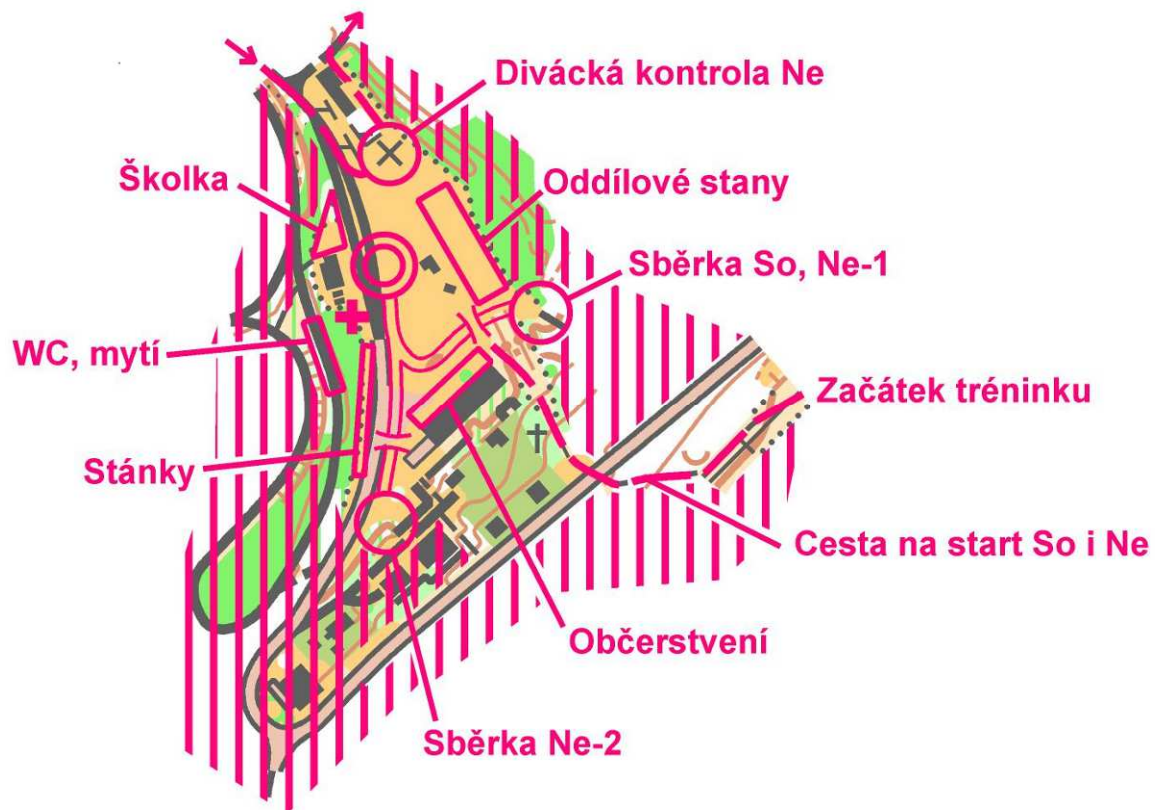 Divácká kontrola Ne
Školka
Oddílové stany
Sběrka So, Ne-1
WC, mytí
Začátek tréninku
Stánky
Cesta na start So i Ne
Občerstvení
Sběrka Ne-2